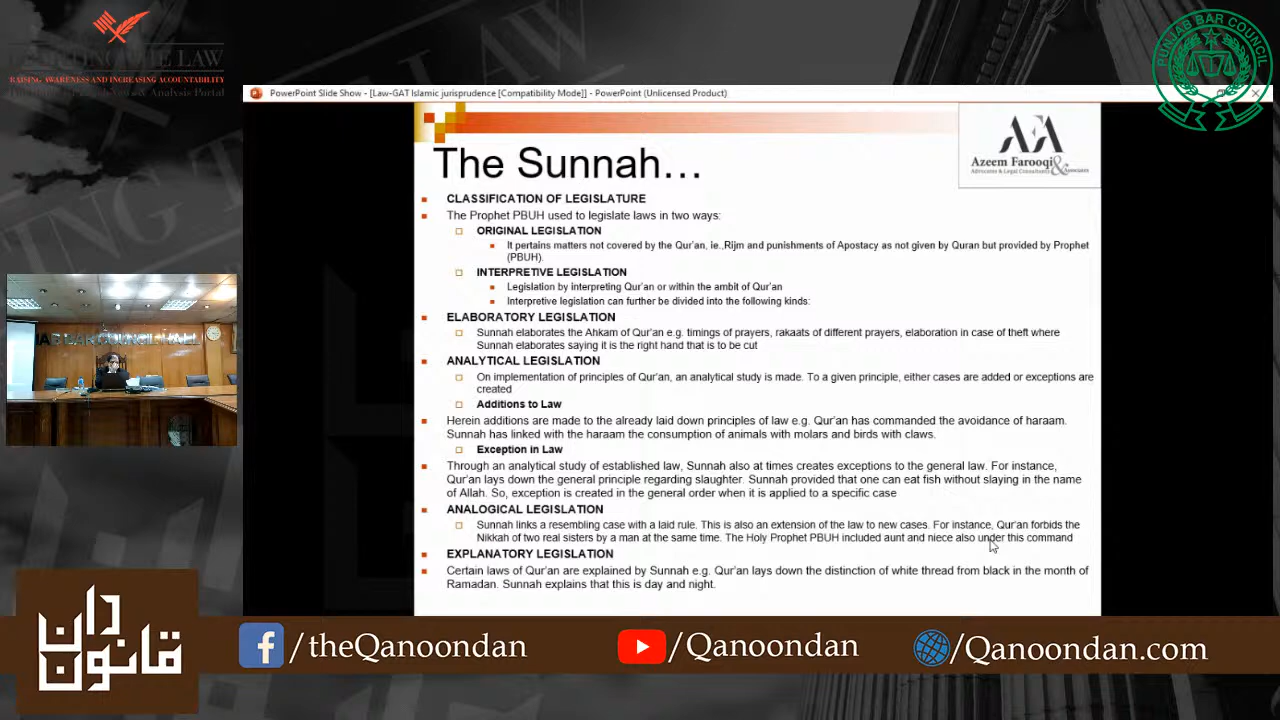 RAISING AWARENESS AND INCREASING ACCOUNTABILITY
PUNJAB BAR COUNCIL
PowerPoint Slide Show - [Law-GAT Islamic jurisprudence [Compatibility Mode]] - PowerPoint (Unlicensed Product)
AFA
Azeem Farooqi & Associates
Advocates & Legal Consultants
The Sunnah…
CLASSIFICATION OF LEGISLATURE
The Prophet PBUH used to legislate laws in two ways:
ORIGINAL LEGISLATION
It pertains matters not covered by the Qur'an, ie.,Rijm and punishments of Apostacy as not given by Quran but provided by Prophet
(PBUH).
INTERPRETIVE LEGISLATION
Legislation by interpreting Qur'an or within the ambit of Qur'an
Interpretive legislation can further be divided into the following kinds:
ELABORATORY LEGISLATION
Sunnah elaborates the Ahkam of Qur'an e.g. timings of prayers, rakaats of different prayers, elaboration in case of theft where
Sunnah elaborates saying it is the right hand that is to be cut
ANALYTICAL LEGISLATION
On implementation of principles of Qur'an, an analytical study is made. To a given principle, either cases are added or exceptions are
created
Additions to Law
Herein additions are made to the already laid down principles of law e.g. Qur'an has commanded the avoidance of haraam.
Sunnah has linked with the haraam the consumption of animals with molars and birds with claws.
Exception in Law
Through an analytical study of established law, Sunnah also at times creates exceptions to the general law. For instance,
Qur'an lays down the general principle regarding slaughter. Sunnah provided that one can eat fish without slaying in the name
of Allah. So, exception is created in the general order when it is applied to a specific case
ANALOGICAL LEGISLATION
Sunnah links a resembling case with a laid rule. This is also an extension of the law to new cases. For instance, Qur'an forbids the
Nikkah of two real sisters by a man at the same time. The Holy Prophet PBUH included aunt and niece also under this command
EXPLANATORY LEGISLATION
Certain laws of Qur'an are explained by Sunnah e.g. Qur'an lays down the distinction of white thread from black in the month of
Ramadan. Sunnah explains that this is day and night.
BAR COUNCIL HALL
قانون دان
/theQanoondan
/Qanoondan
/Qanoondan.com